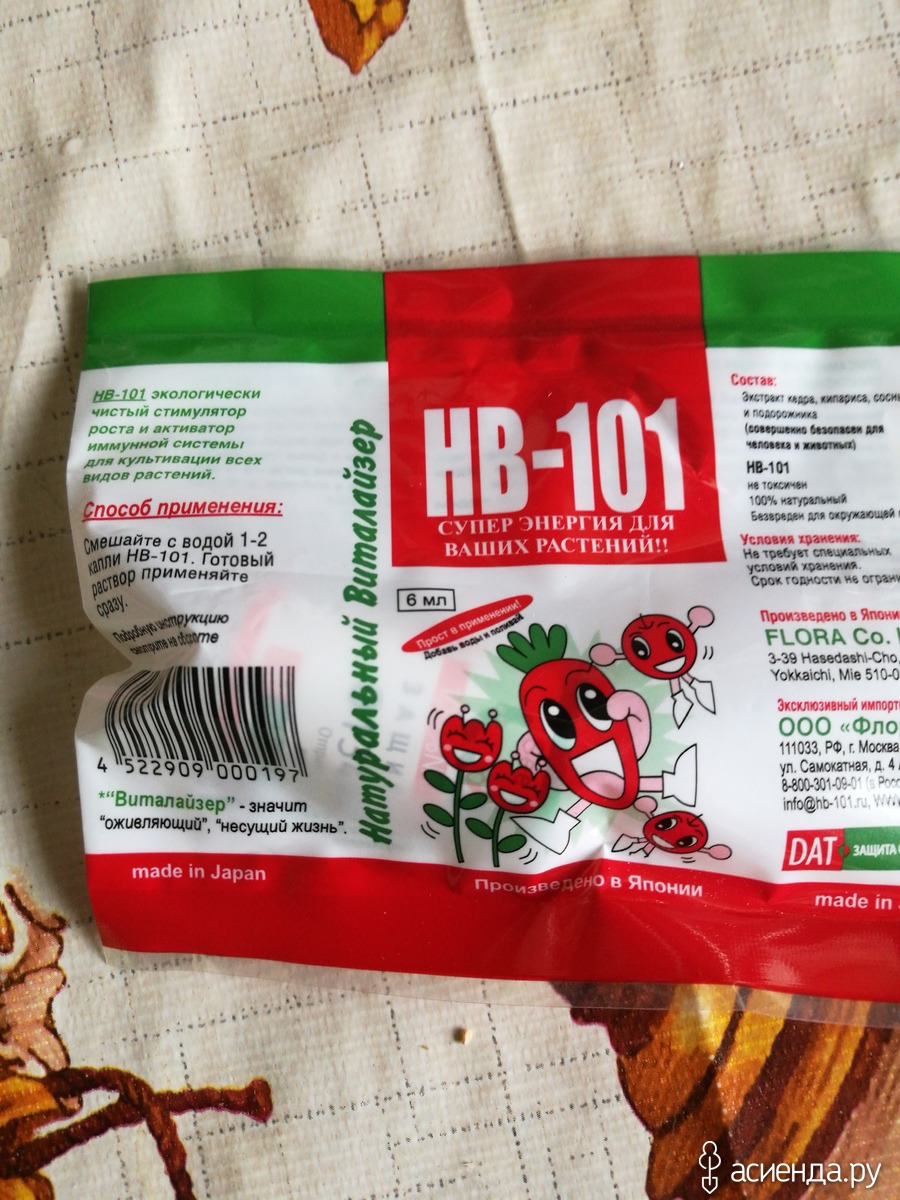 HB-101 экологически
чистый стимулятор
роста и активатор
иммунной системы
для культивации всех
видов растений.
Способ применения:
Смешайте с водой 1-2
капли HB-101. Готовый
раствор применяйте
сразу.
Подробную инструкцию
смотрите на обороте
4 522909 000197
*“Виталайзер” - значит
“оживляющий”, “несущий жизнь”.
made in Japan
Натуральный Виталайзер
HB-101
СУПЕР ЭНЕРГИЯ ДЛЯ
ВАШИХ РАСТЕНИЙ!!
6 мл
Прост в применении!
Добавь воды и поливай
Произведено в Японии
Состав:
Экстракт кедра, кипариса, сосны
и подорожника
(совершенно безопасен для
человека и животных)
HB-101
не токсичен
100% натуральный
Безвреден для окружающей
Условия хранения:
Не требует специальных
условий хранения.
Срок годности не
Произведено в Японии
FLORA Co.
3-39 Hasedashi-Cho,
Yokkaichi, Mie 510-0
Эксклюзивный
ООО «Фло
111033, РФ, г. Москва
ул. Самокатная, д. 4
8-800-301-09-01 (в
info@hb-101.ru,
DAT ЗАЩИТА
made in
асиенда.ру